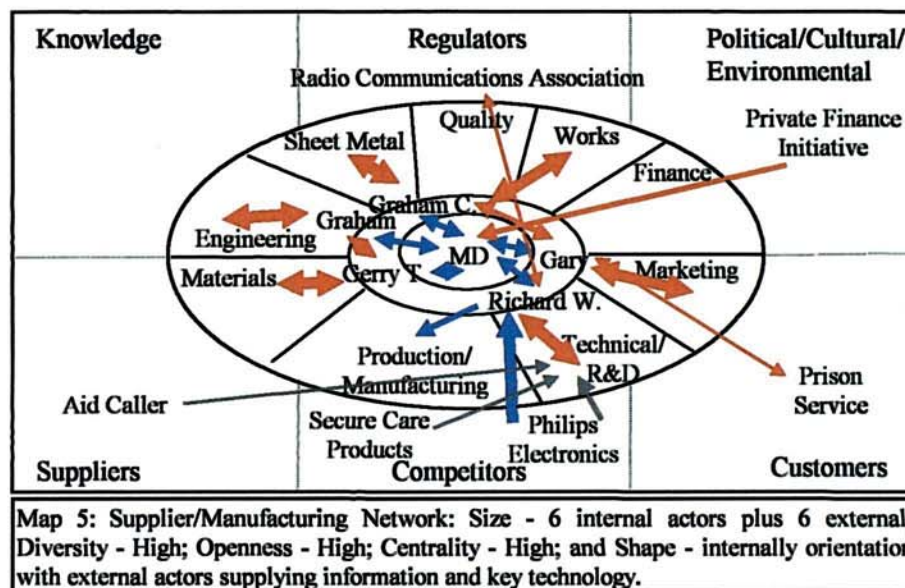 Knowledge
Regulators
Political/Cultural/
Environmental
Radio Communications Association
Quality
Private Finance
Initiative
Sheet Metal
Works
Finance
Graham C.
Graham
Engineering
MD
Gary
Materials
Gerry T.
Marketing
Richard W.
Production/
Manufacturing
Technical/
R&D
Aid Caller
Prison
Service
Secure Care
Products
Philips
Electronics
Suppliers
Competitors
Customers
Map 5: Supplier/Manufacturing Network: Size - 6 internal actors plus 6 external
Diversity - High; Openness - High; Centrality - High; and Shape - internally orientation
with external actors supplying information and key technology.